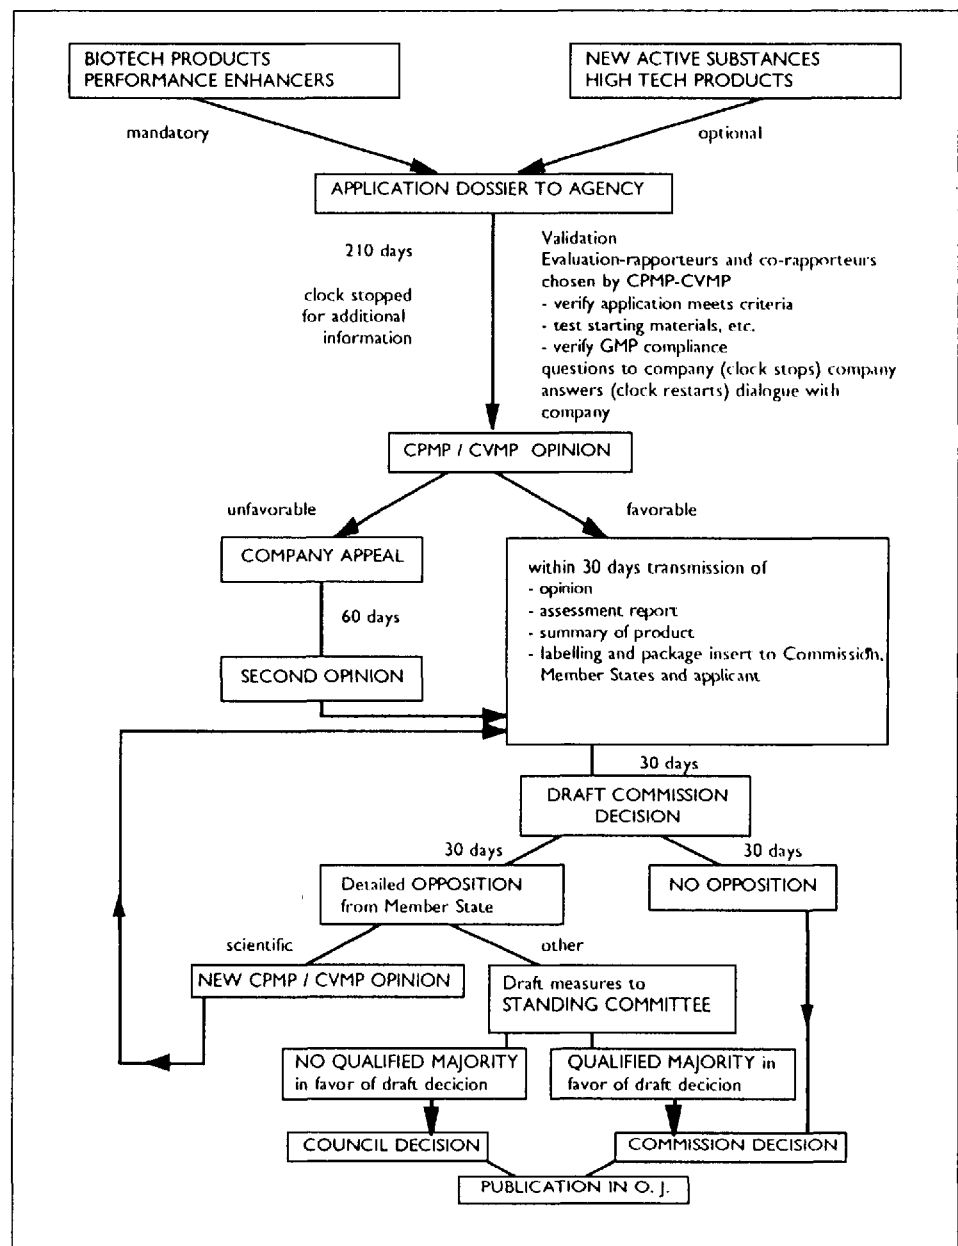 BIOTECH PRODUCTS
PERFORMANCE ENHANCERS
NEW ACTIVE SUBSTANCES
HIGH TECH PRODUCTS
mandatory
optional
APPLICATION DOSSIER TO AGENCY
210 days
clock stopped
for additional
information
Validation
Evaluation-rapporteurs and co-rapporteurs
chosen by CPMP-CVMP
- verify application meets criteria
- test starting materials, etc.
- verify GMP compliance
questions to company (clock stops) company
answers (clock restarts) dialogue with
company
CPMP / CVMP OPINION
unfavorable
favorable
COMPANY APPEAL
60 days
SECOND OPINION
within 30 days transmission of
- opinion
- assessment report
- summary of product
- labelling and package insert to Commission,
Member States and applicant
30 days
DRAFT COMMISSION
DECISION
30 days
30 days
Detailed OPPOSITION
from Member State
NO OPPOSITION
scientific
other
NEW CPMP / CVMP OPINION
Draft measures to
STANDING COMMITTEE
NO QUALIFIED MAJORITY
in favor of draft decicion
QUALIFIED MAJORITY in
favor of draft decicion
COUNCIL DECISION
COMMISSION DECISION
PUBLICATION IN O. J.